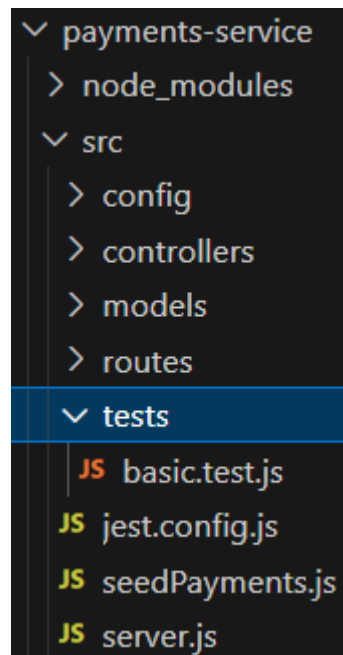 payments-service
node_modules
src
config
controllers
models
routes
tests
JS basic.test.js
JS jest.config.js
JS seedPayments.js
JS server.js